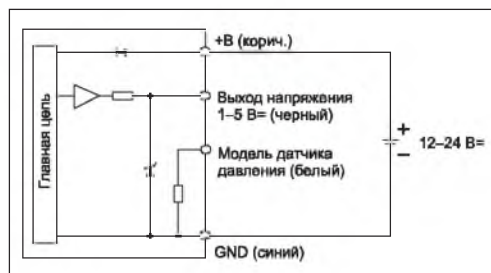 +В (корич.)
Главная цепь
Выход напряжения
1–5 В= (черный)
Модель датчика
давления (белый)
+
–
12–24 В=
GND (синий)